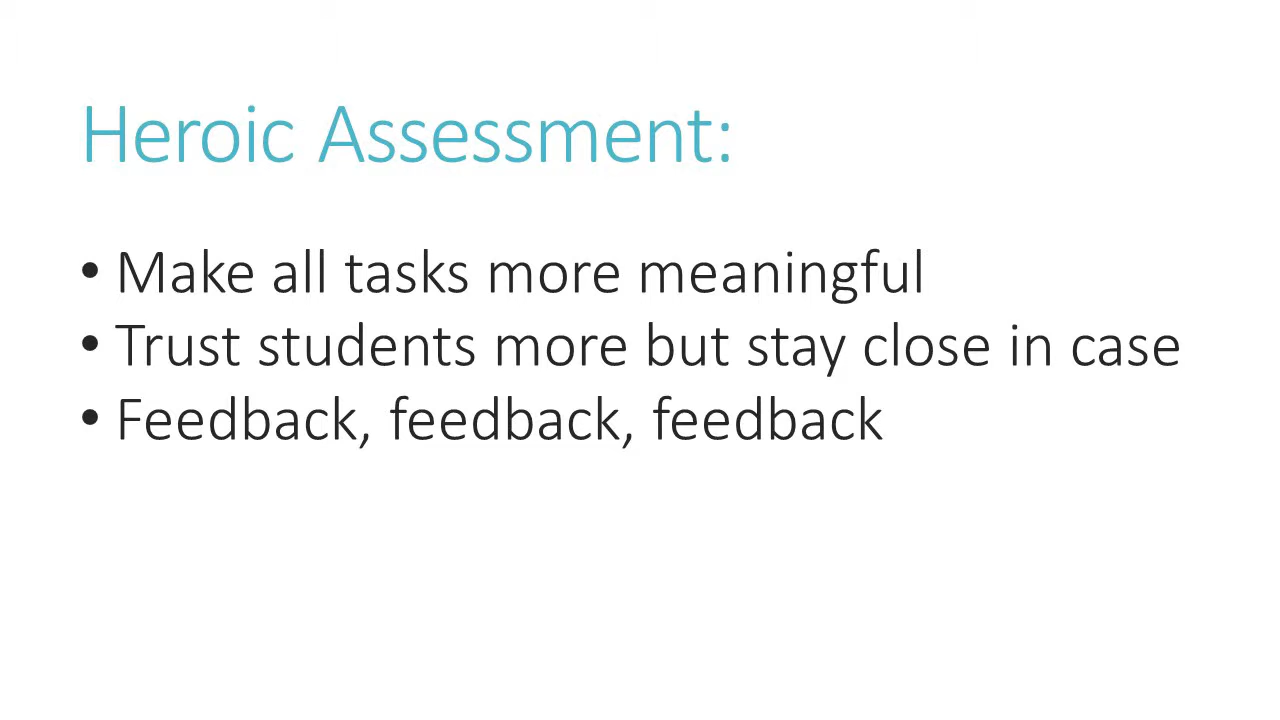 Heroic Assessment:
• Make all tasks more meaningful
• Trust students more but stay close in case
• Feedback, feedback, feedback